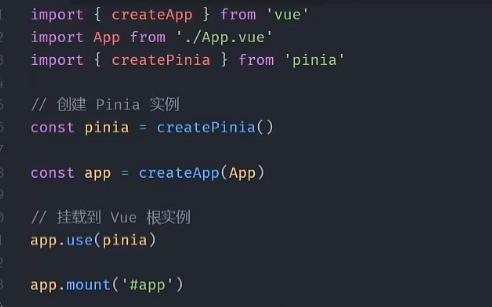 import { createApp } from 'vue'
import App from './App.vue'
import { createPinia } from 'pinia'
// 创建 Pinia 实例
const pinia = createPinia()
const app = createApp(App)
// 挂载到 Vue 根实例
app.use(pinia)
app.mount('#app')